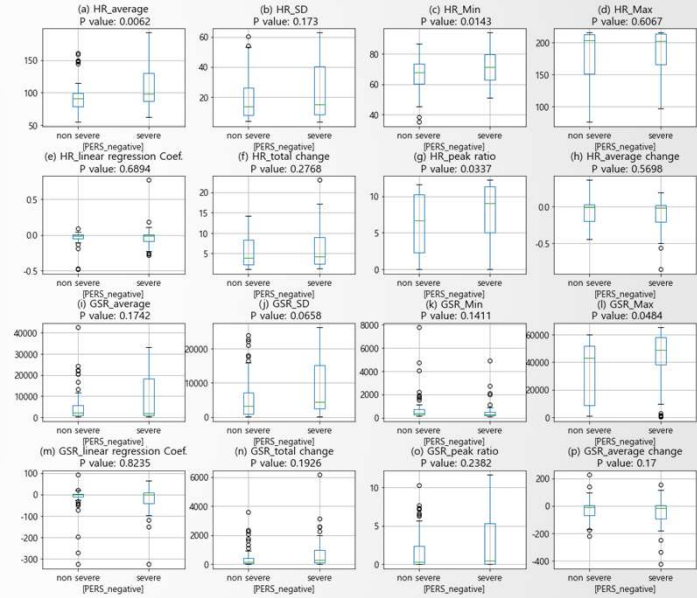 (a) HR_average
P value: 0.0062
150
100
50
non severe severe
[PERS_negative]
(b) HR_SD
P value: 0.173
60
40
20
non severe severe
[PERS_negative]
(c) HR_Min
P value: 0.0143
80
60
40
non severe severe
[PERS_negative]
(d) HR_Max
P value: 0.6067
200
150
100
non severe severe
[PERS_negative]
(e) HR_linear regression Coef.
P value: 0.6894
0.5
0.0
-0.5
non severe severe
[PERS_negative]
(f) HR_total change
P value: 0.2768
20
15
10
5
non severe severe
[PERS_negative]
(g) HR_peak ratio
P value: 0.0337
10
5
0
non severe severe
[PERS_negative]
(h) HR_average change
P value: 0.5698
0.0
-0.5
non severe severe
[PERS_negative]
(i) GSR_average
P value: 0.1742
40000
30000
20000
10000
0
non severe severe
[PERS_negative]
(j) GSR_SD
P value: 0.0658
20000
10000
0
non severe severe
[PERS_negative]
(k) GSR_Min
P value: 0.1411
8000
6000
4000
2000
0
non severe severe
[PERS_negative]
(l) GSR_Max
P value: 0.0484
60000
40000
20000
0
non severe severe
[PERS_negative]
(m) GSR_linear regression Coef.
P value: 0.8235
100
0
-100
-200
-300
non severe severe
[PERS_negative]
(n) GSR_total change
P value: 0.1926
6000
4000
2000
0
non severe severe
[PERS_negative]
(o) GSR_peak ratio
P value: 0.2382
10
5
0
non severe severe
[PERS_negative]
(p) GSR_average change
P value: 0.17
200
0
-200
-400
non severe severe
[PERS_negative]